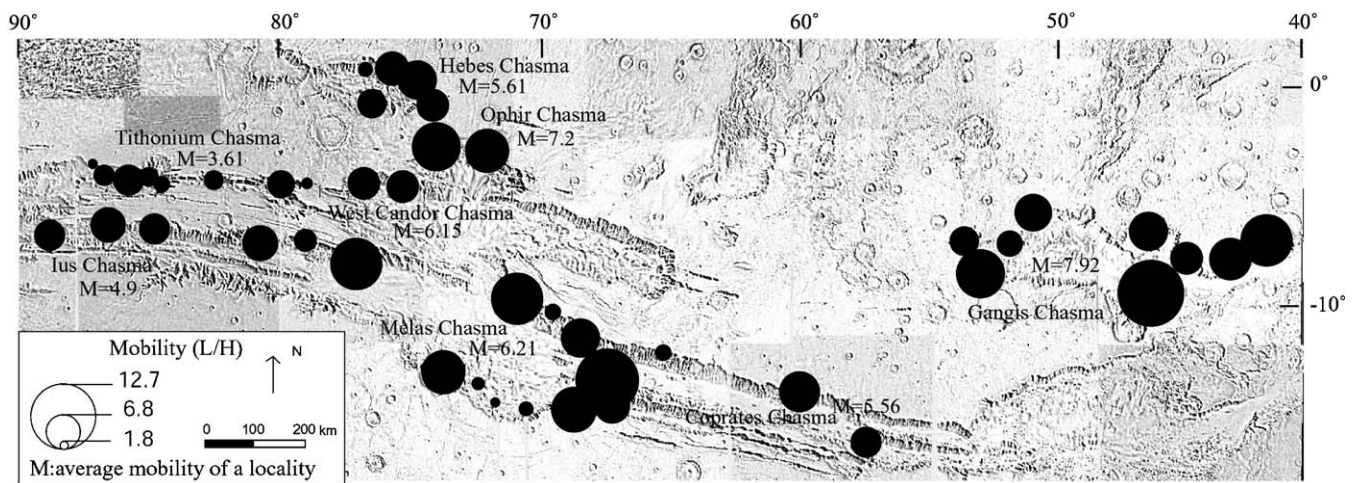 90° 80° 70° 60° 50° 40°
Hebes Chasma
M=5.61
0°
Ophir Chasma
M=7.2
Tithonium Chasma
M=3.61
West Candor Chasma
M=6.15
Ius Chasma
M=4.9
M=7.92
Gangis Chasma
-10°
Melas Chasma
M=6.21
M=5.56
Coprates Chasma
Mobility (L/H)
N
12.7
6.8
1.8
0 100 200 km
M:average mobility of a locality